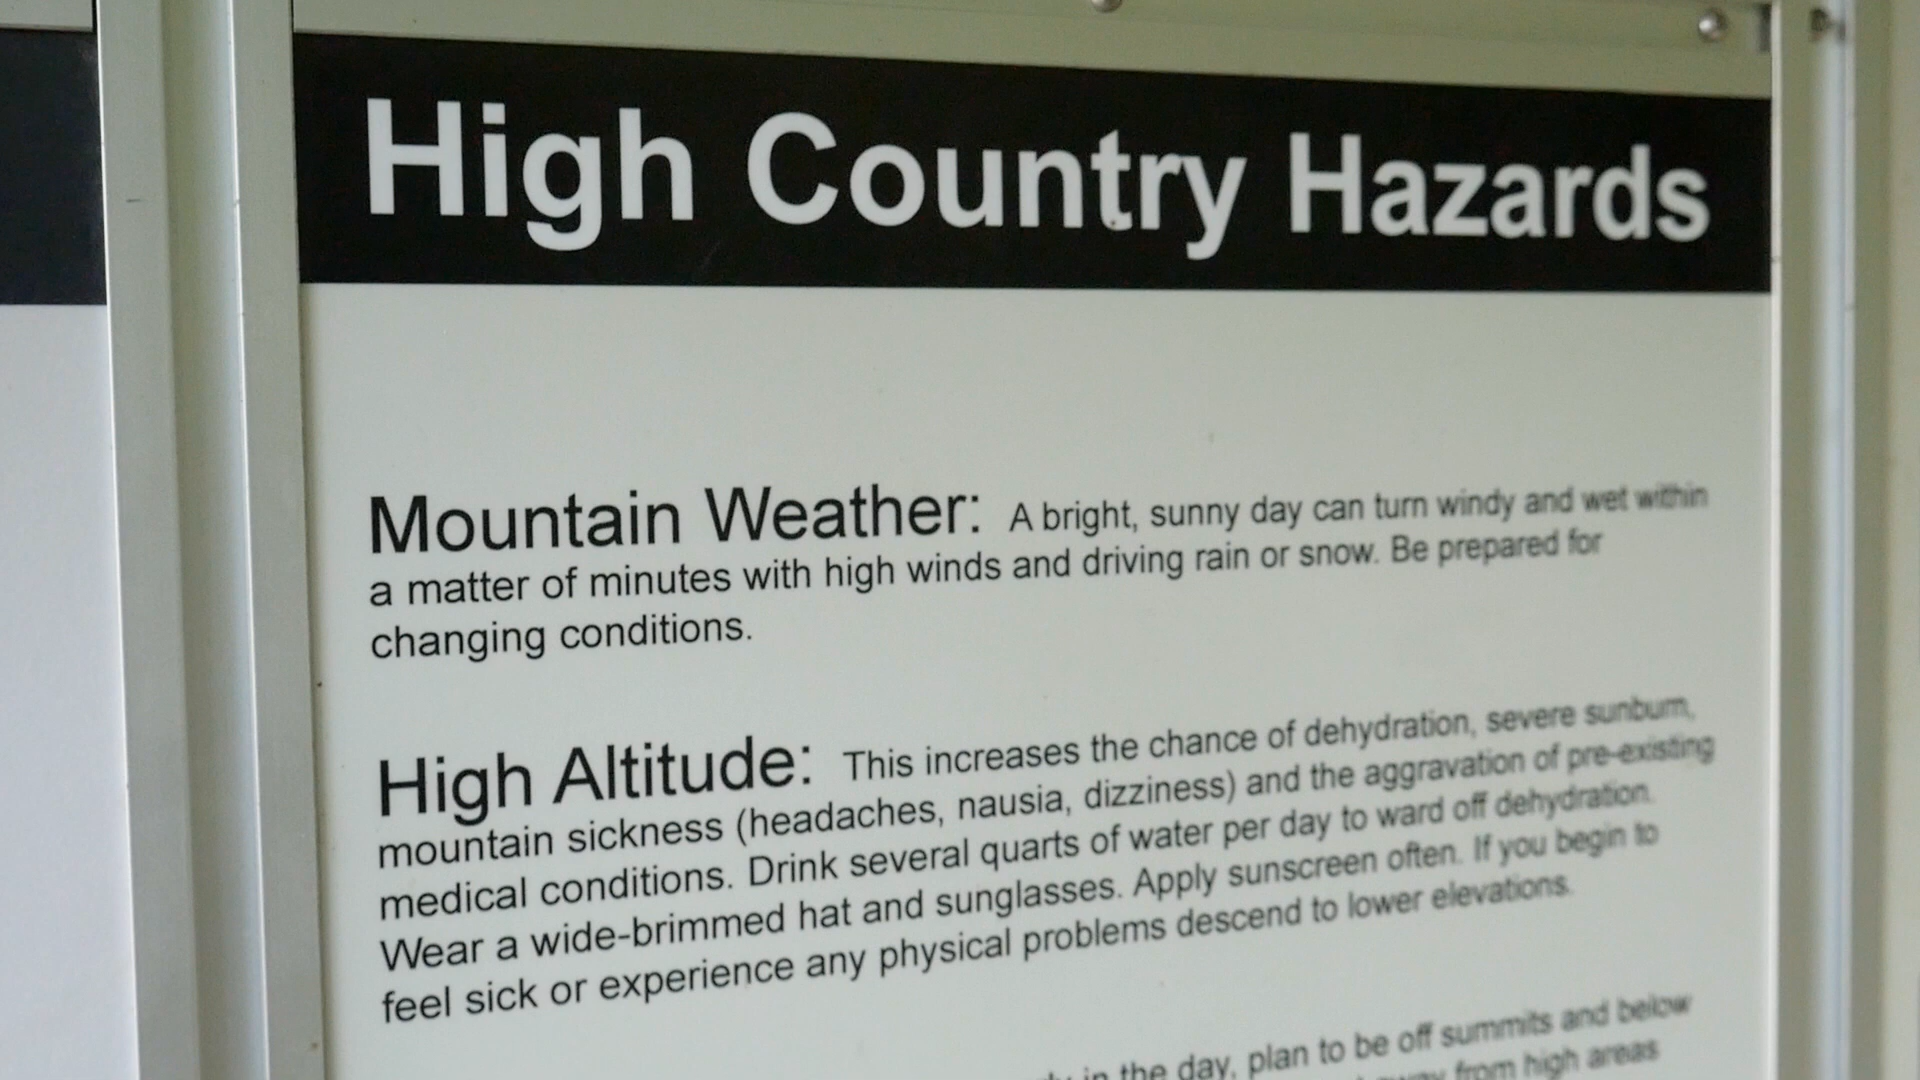 High Country Hazards
Mountain Weather: A bright, sunny day can turn windy and wet within
a matter of minutes with high winds and driving rain or snow. Be prepared for
changing conditions.
High Altitude: This increases the chance of dehydration, severe sunburn,
mountain sickness (headaches, nausia, dizziness) and the aggravation of pre-existing
medical conditions. Drink several quarts of water per day to ward off dehydration.
Wear a wide-brimmed hat and sunglasses. Apply sunscreen often. If you begin to
feel sick or experience any physical problems descend to lower elevations.
in the day, plan to be off summits and below
from high areas